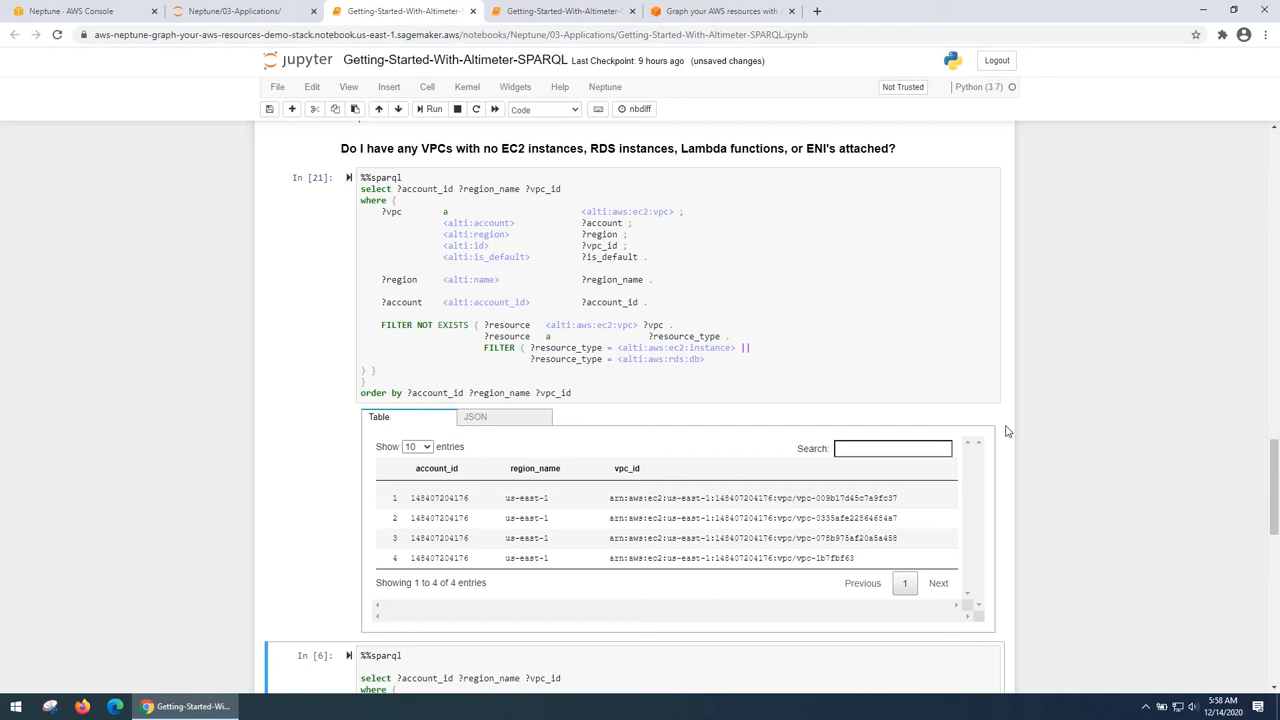 Neptune - AWS Console
Neptune/03-Applications/
Getting-Started-With-Altimeter-S
Getting-Started-With-Altimeter-G
Graph your AWS resources with A
aws-neptune-graph-your-aws-resources-demo-stack.notebook.us-east-1.sagemaker.aws/notebooks/Neptune/03-Applications/Getting-Started-With-Altimeter-SPARQL.ipynb
jupyter Getting-Started-With-Altimeter-SPARQL Last Checkpoint: 9 hours ago (unsaved changes) Logout
File Edit View Insert Cell Kernel Widgets Help Neptune Not Trusted Python (3.7)
Run Code nbdiff
Do I have any VPCs with no EC2 instances, RDS instances, Lambda functions, or ENI's attached?
In [21]: %%sparql
select ?account_id ?region_name ?vpc_id
where {
?vpc a <alti:aws:ec2:vpc> ;
<alti:account> ?account ;
<alti:region> ?region ;
<alti:id> ?vpc_id ;
<alti:is_default> ?is_default .
?region <alti:name> ?region_name .
?account <alti:account_id> ?account_id .
FILTER NOT EXISTS { ?resource <alti:aws:ec2:vpc> ?vpc .
?resource a ?resource_type .
FILTER ( ?resource_type = <alti:aws:ec2:instance> ||
?resource_type = <alti:aws:rds:db>
) }
}
order by ?account_id ?region_name ?vpc_id
Table JSON
Show 10 entries Search:
account_id region_name vpc_id
1 148407204176 us-east-1 arn:aws:ec2:us-east-1:148407204176:vpc/vpc-009b17d45c7a9fc37
2 148407204176 us-east-1 arn:aws:ec2:us-east-1:148407204176:vpc/vpc-0335afe22864684a7
3 148407204176 us-east-1 arn:aws:ec2:us-east-1:148407204176:vpc/vpc-078b975af20a5a458
4 148407204176 us-east-1 arn:aws:ec2:us-east-1:148407204176:vpc/vpc-1b7fbf63
Showing 1 to 4 of 4 entries Previous 1 Next
In [6]: %%sparql
select ?account_id ?region_name ?vpc_id
where {
Getting-Started-Wi...
5:58 AM
12/14/2020